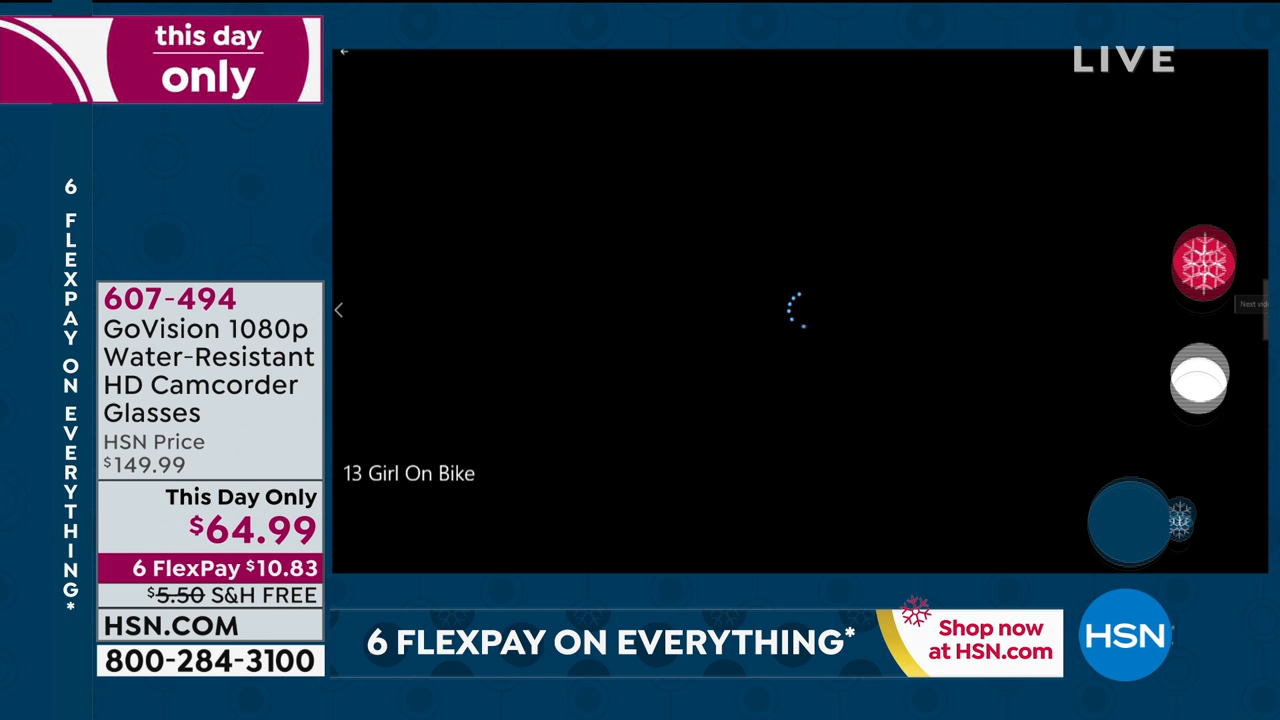 this day
only
LIVE
6 FLEXPAY ON EVERYTHING*
607-494
GoVision 1080p
Water-Resistant
HD Camcorder
Glasses
HSN Price
$149.99
This Day Only
$64.99
6 FlexPay $10.83
$5.50 S&H FREE
HSN.COM
800-284-3100
13 Girl On Bike
Next
6 FLEXPAY ON EVERYTHING*
Shop now
at HSN.com
HSN